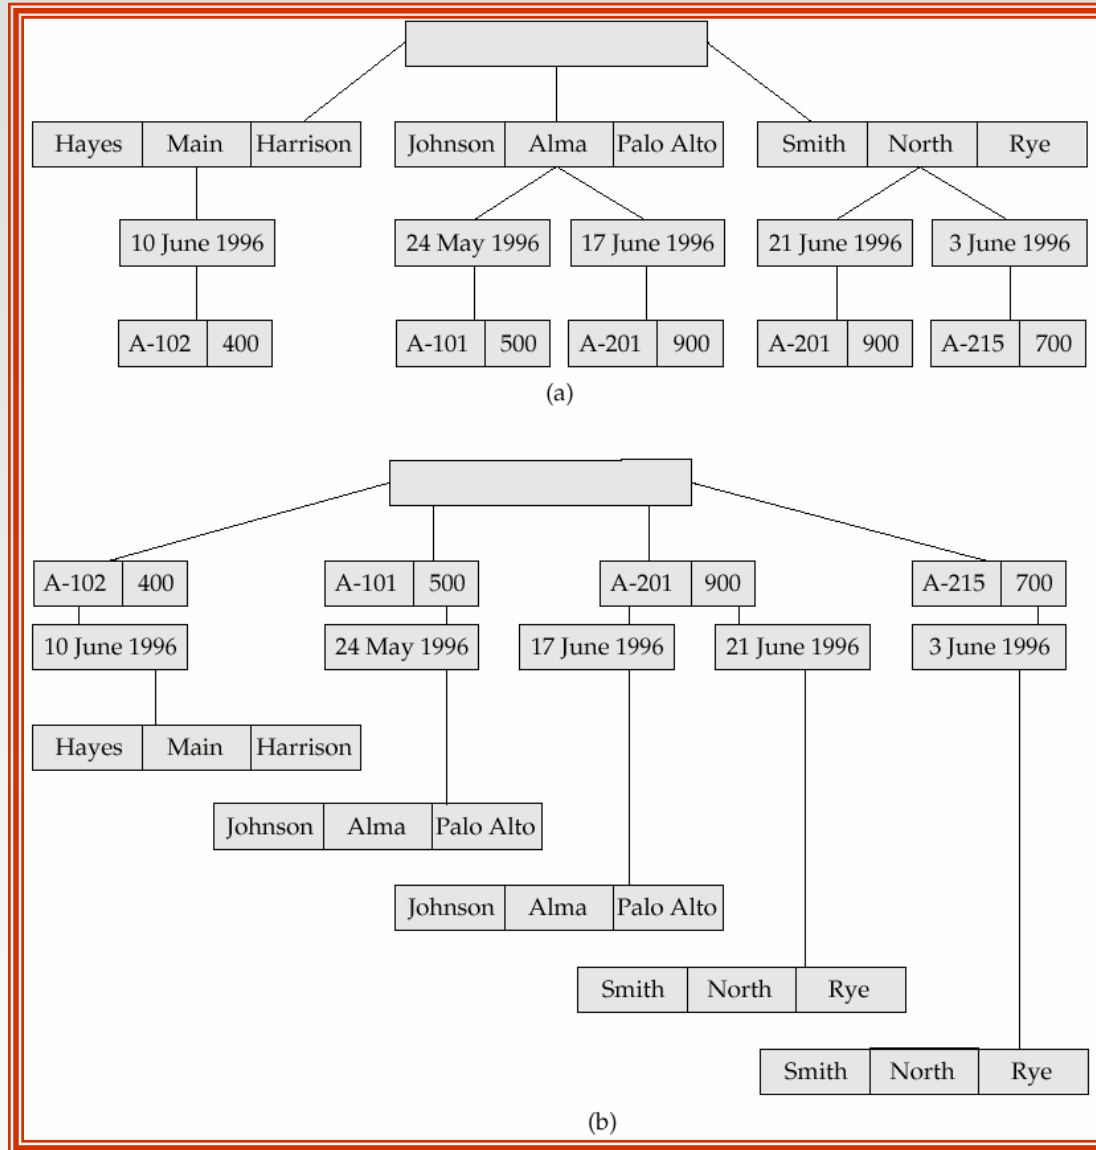 Hayes Main Harrison Johnson Alma Palo Alto Smith North Rye
10 June 1996 24 May 1996 17 June 1996 21 June 1996 3 June 1996
A-102 400 A-101 500 A-201 900 A-201 900 A-215 700
(a)
A-102 400 A-101 500 A-201 900 A-215 700
10 June 1996 24 May 1996 17 June 1996 21 June 1996 3 June 1996
Hayes Main Harrison
Johnson Alma Palo Alto
Johnson Alma Palo Alto
Smith North Rye
Smith North Rye
(b)